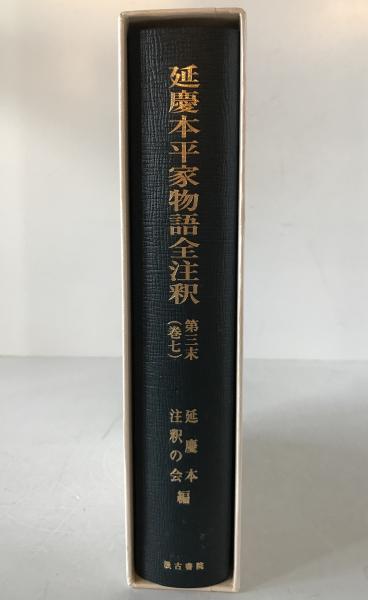 延慶本平家物語全注釈
第三末
(巻七)
延慶本
注釈の会
編
汲古書院